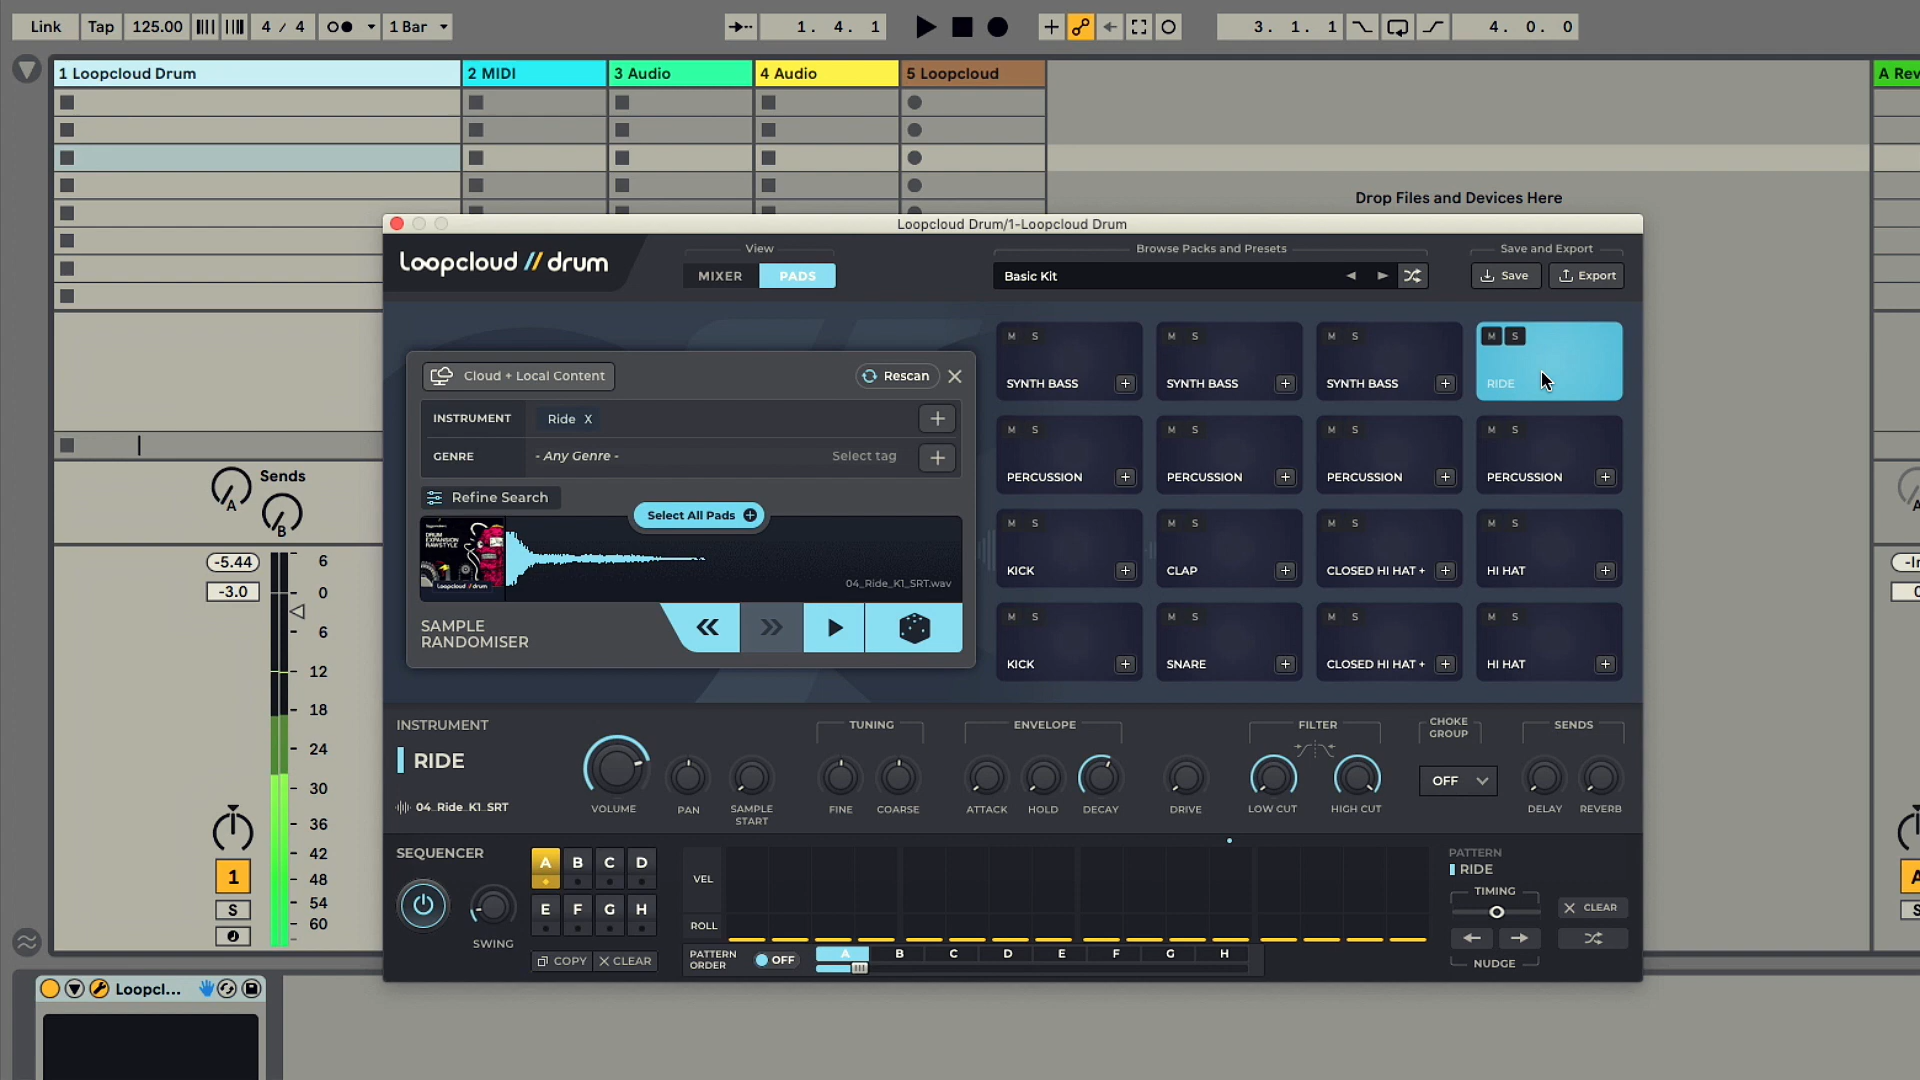 Link Tap 125.00 4 / 4 1 Bar 1. 4. 1 3. 1. 1 4. 0. 0
1 Loopcloud Drum 2 MIDI 3 Audio 4 Audio 5 Loopcloud A Rev
Drop Files and Devices Here
Loopcloud Drum/1-Loopcloud Drum
Loopcloud // drum
View
MIXER PADS
Browse Packs and Presets
Basic Kit
Save and Export
Save Export
Cloud + Local Content Rescan
INSTRUMENT Ride X
GENRE - Any Genre - Select tag
Refine Search
Select All Pads
DRUM
EXPANSION
RAWSTYLE
Loopcloud // drum
04_Ride_K1_SRT.wav
SAMPLE
RANDOMISER
M S M S M S M S
SYNTH BASS SYNTH BASS SYNTH BASS RIDE
M S M S M S M S
PERCUSSION PERCUSSION PERCUSSION PERCUSSION
M S M S M S M S
KICK CLAP CLOSED HI HAT + HI HAT
M S M S M S M S
KICK SNARE CLOSED HI HAT + HI HAT
Sends
A
B
-5.44
-3.0
6
0
6
12
18
24
30
36
42
48
54
60
1
S
INSTRUMENT
RIDE
04_Ride_K1_SRT
VOLUME PAN SAMPLE
START
TUNING
FINE COARSE
ENVELOPE
ATTACK HOLD DECAY
DRIVE
FILTER
LOW CUT HIGH CUT
CHOKE
GROUP
OFF
SENDS
DELAY REVERB
SEQUENCER
SWING
A B C D
E F G H
COPY CLEAR
VEL
ROLL
PATTERN
ORDER
OFF
A B C D E F G H
PATTERN
RIDE
TIMING
CLEAR
NUDGE
A
S
Loopcl...